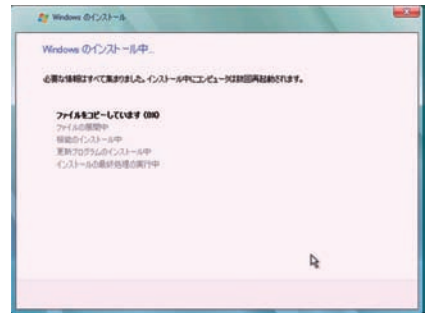 Windows のインストール
Windows のインストール中...
必要な情報はすべて集まりました。インストール中にコンピュータは数回再起動されます。
ファイルをコピーしています (0%)
ファイルの展開中
機能のインストール中
更新プログラムのインストール中
インストールの最終処理の実行中